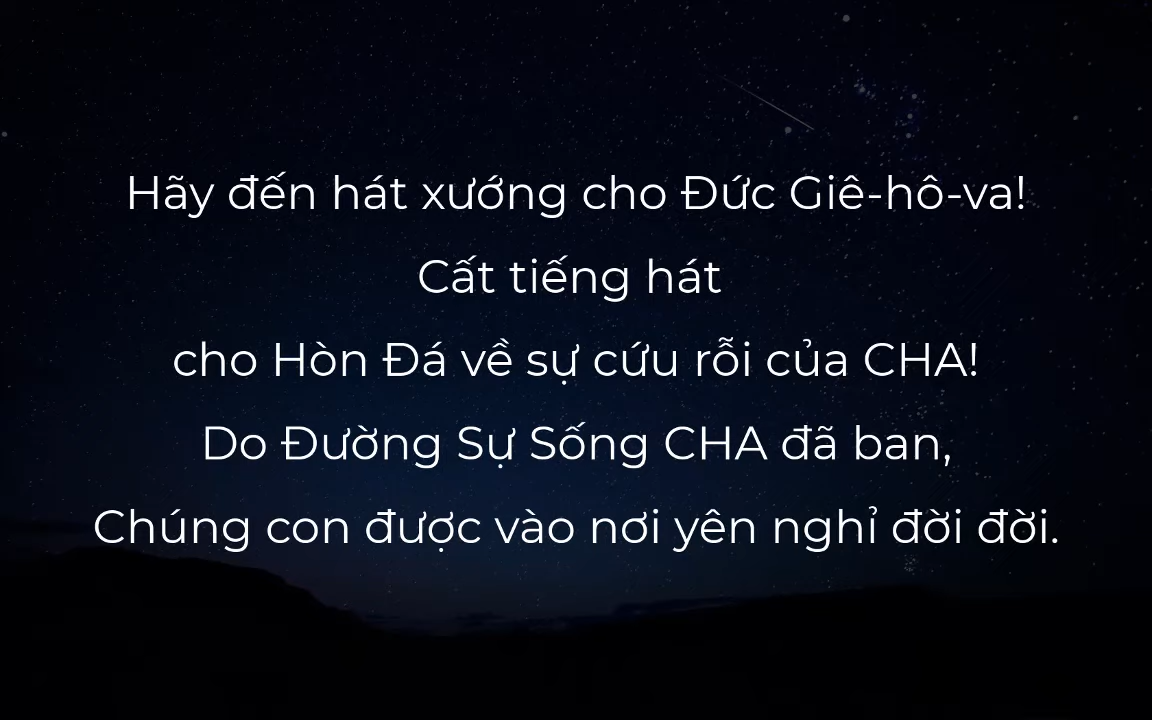 Hãy đến hát xướng cho Đức Giê-hô-va!
Cất tiếng hát
cho Hòn Đá về sự cứu rỗi của CHA!
Do Đường Sự Sống CHA đã ban,
Chúng con được vào nơi yên nghỉ đời đời.